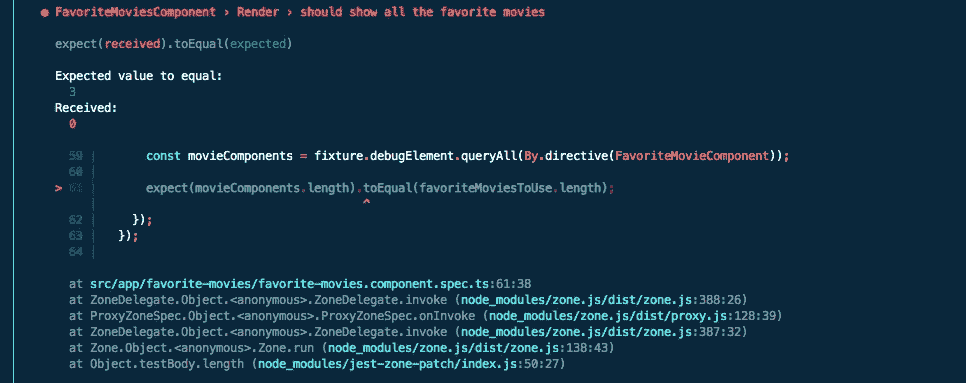 ● FavoriteMoviesComponent › Render › should show all the favorite movies
expect(received).toEqual(expected)
Expected value to equal:
3
Received:
0
59 |       const movieComponents = fixture.debugElement.queryAll(By.directive(FavoriteMovieComponent));
60 |
> 61 |       expect(movieComponents.length).toEqual(favoriteMoviesToUse.length);
|                                      ^
62 |     });
63 |   });
64 |
at src/app/favorite-movies/favorite-movies.component.spec.ts:61:38
at ZoneDelegate.Object.<anonymous>.ZoneDelegate.invoke (node_modules/zone.js/dist/zone.js:388:26)
at ProxyZoneSpec.Object.<anonymous>.ProxyZoneSpec.onInvoke (node_modules/zone.js/dist/proxy.js:128:39)
at ZoneDelegate.Object.<anonymous>.ZoneDelegate.invoke (node_modules/zone.js/dist/zone.js:387:32)
at Zone.Object.<anonymous>.Zone.run (node_modules/zone.js/dist/zone.js:138:43)
at Object.testBody.length (node_modules/jest-zone-patch/index.js:50:27)